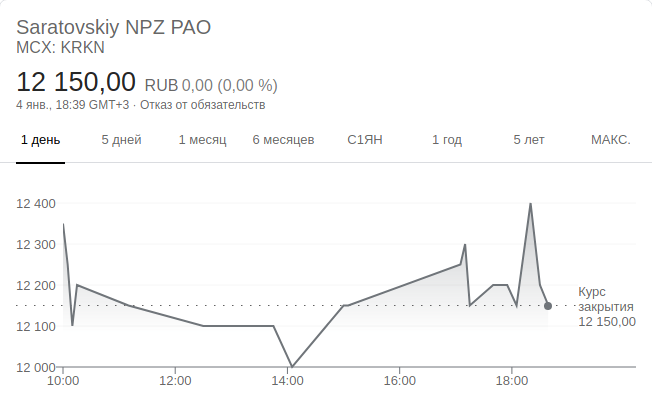 Saratovskiy NPZ PAO
MCX: KRKN
12 150,00 RUB 0,00 (0,00 %)
4 янв., 18:39 GMT+3 · Отказ от обязательств
1 день 5 дней 1 месяц 6 месяцев С1ЯН 1 год 5 лет МАКС.
12 400
12 300
12 200
Курс
закрытия
12 150,00
12 100
12 000
10:00 12:00 14:00 16:00 18:00